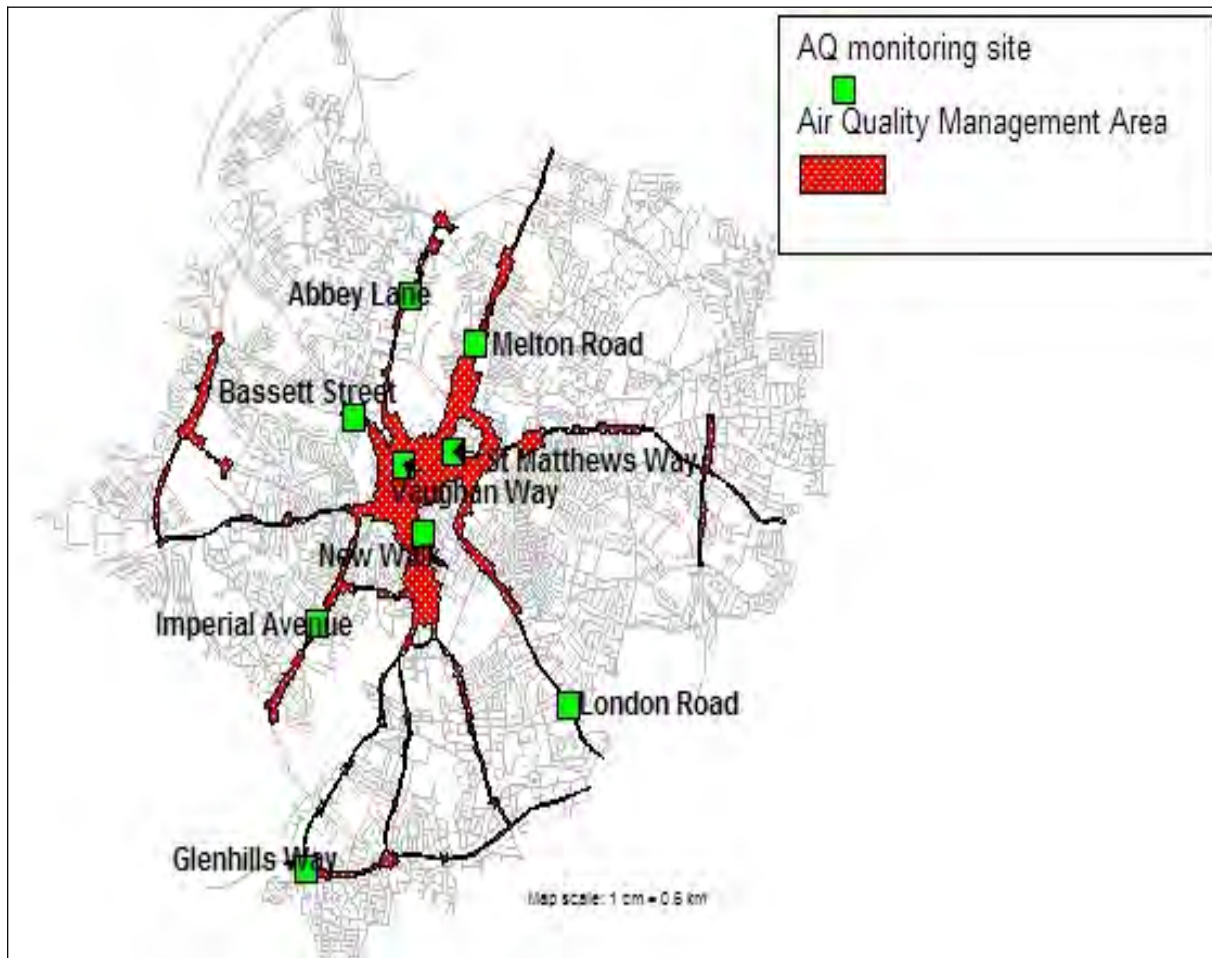 AQ monitoring site
Air Quality Management Area
Abbey Lane
Melton Road
Bassett Street
St Matthews Way
Vaughan Way
New Walk
Imperial Avenue
London Road
Glenhills Way
Map scale: 1 cm = 0.6 km